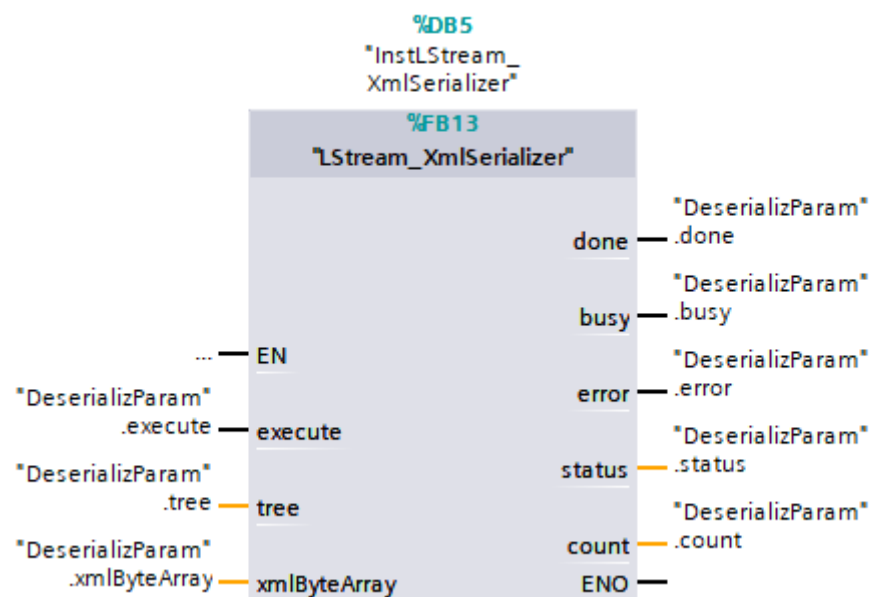 %DB5
"InstLStream_
XmlSerializer"
%FB13
"LStream_XmlSerializer"
"DeserializParam"
done .done
"DeserializParam"
busy .busy
... EN
"DeserializParam"
error .error
"DeserializParam"
.execute execute
"DeserializParam"
status .status
"DeserializParam"
.tree tree
"DeserializParam"
count .count
"DeserializParam"
.xmlByteArray xmlByteArray ENO